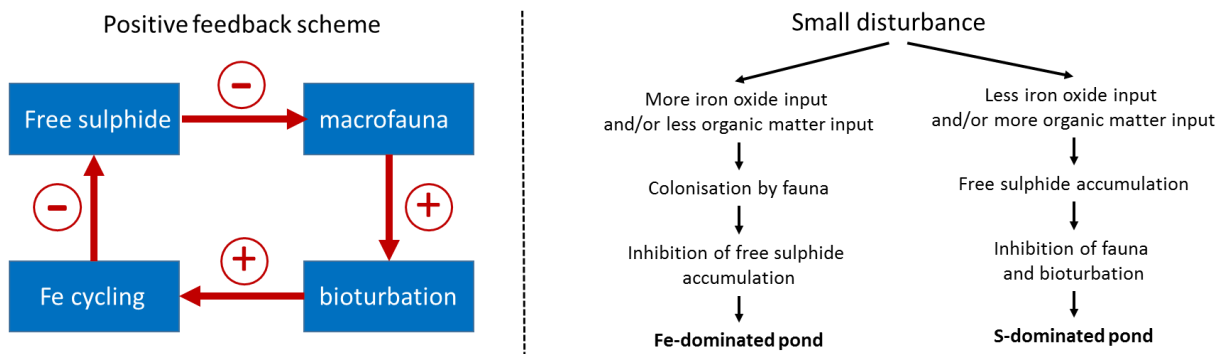 Positive feedback scheme
Free sulphide
−
macrofauna
−
+
+
Fe cycling
bioturbation
Small disturbance
More iron oxide input
and/or less organic matter input
Colonisation by fauna
Inhibition of free sulphide
accumulation
Fe-dominated pond
Less iron oxide input
and/or more organic matter input
Free sulphide accumulation
Inhibition of fauna
and bioturbation
S-dominated pond